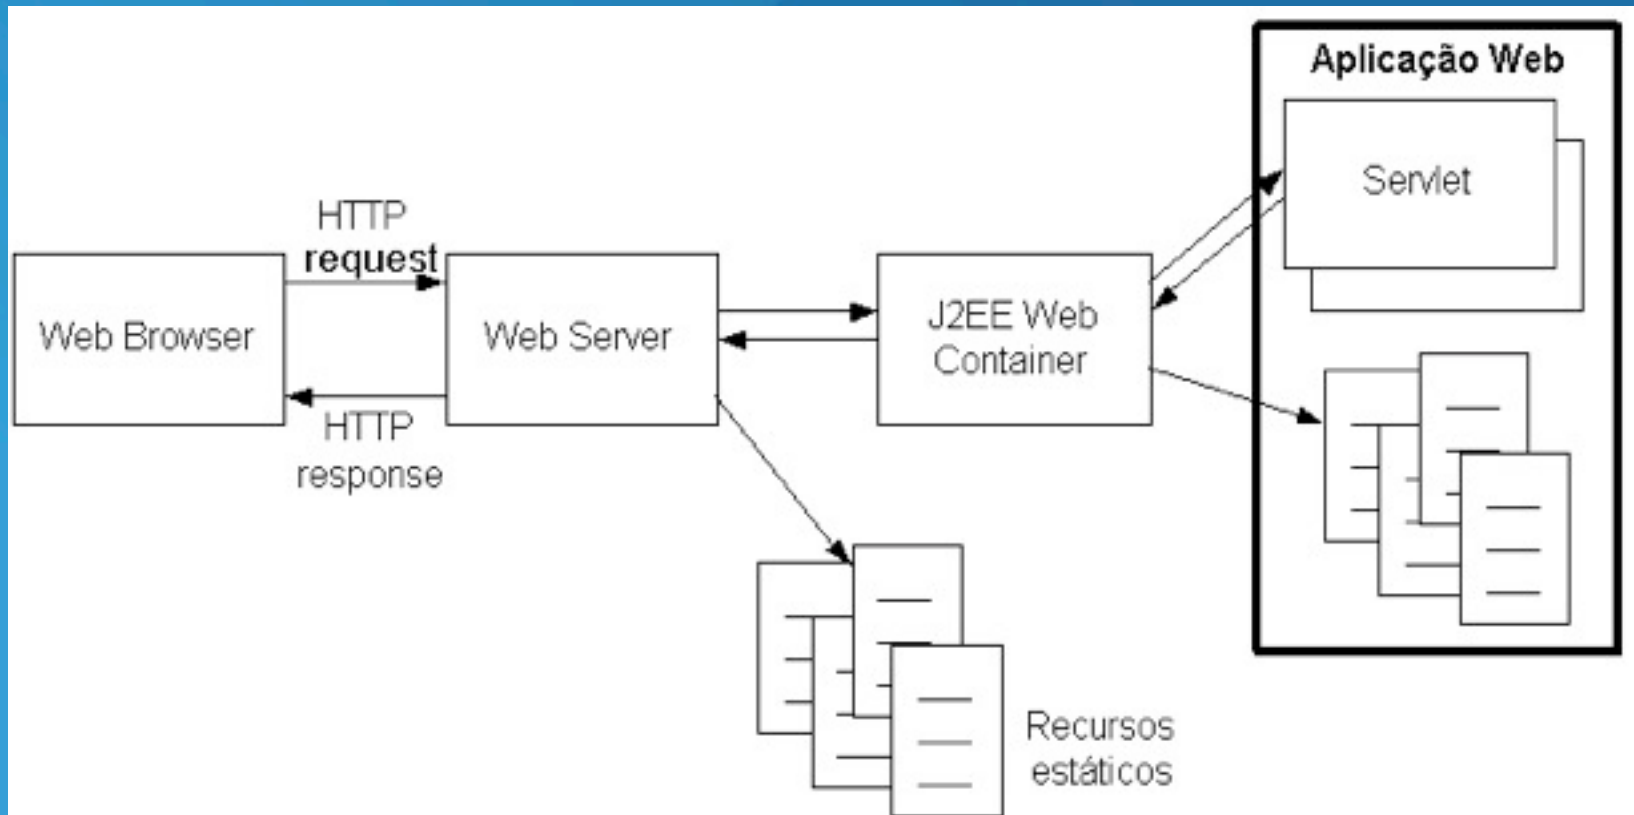 Aplicação Web
Servlet
HTTP
request
Web Browser
Web Server
J2EE Web
Container
HTTP
response
Recursos
estáticos